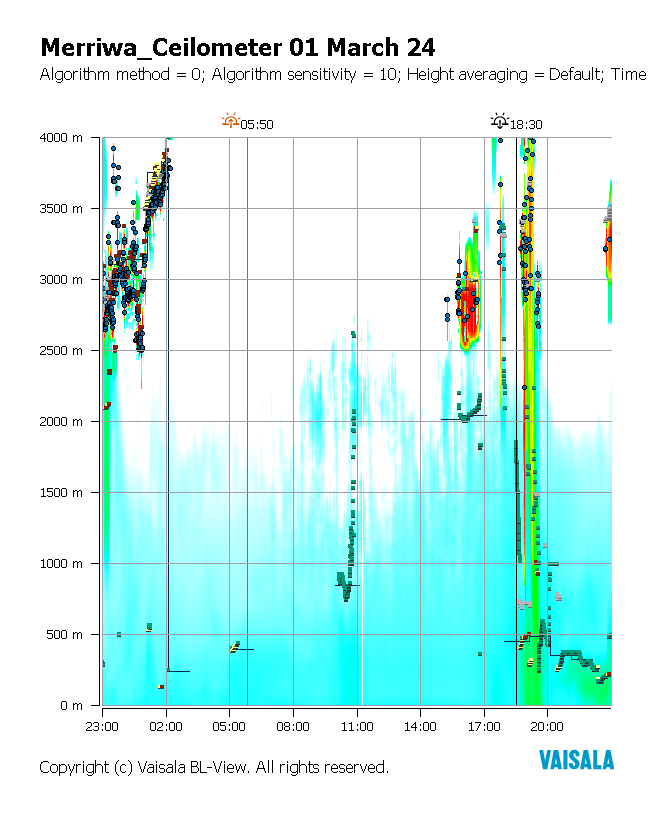 Merriwa_Ceilometer 01 March 24
Algorithm method = 0; Algorithm sensitivity = 10; Height averaging = Default; Time
05:50 18:30
4000 m
3500 m
3000 m
2500 m
2000 m
1500 m
1000 m
500 m
0 m
23:00 02:00 05:00 08:00 11:00 14:00 17:00 20:00
Copyright (c) Vaisala BL-View. All rights reserved.
VAISALA